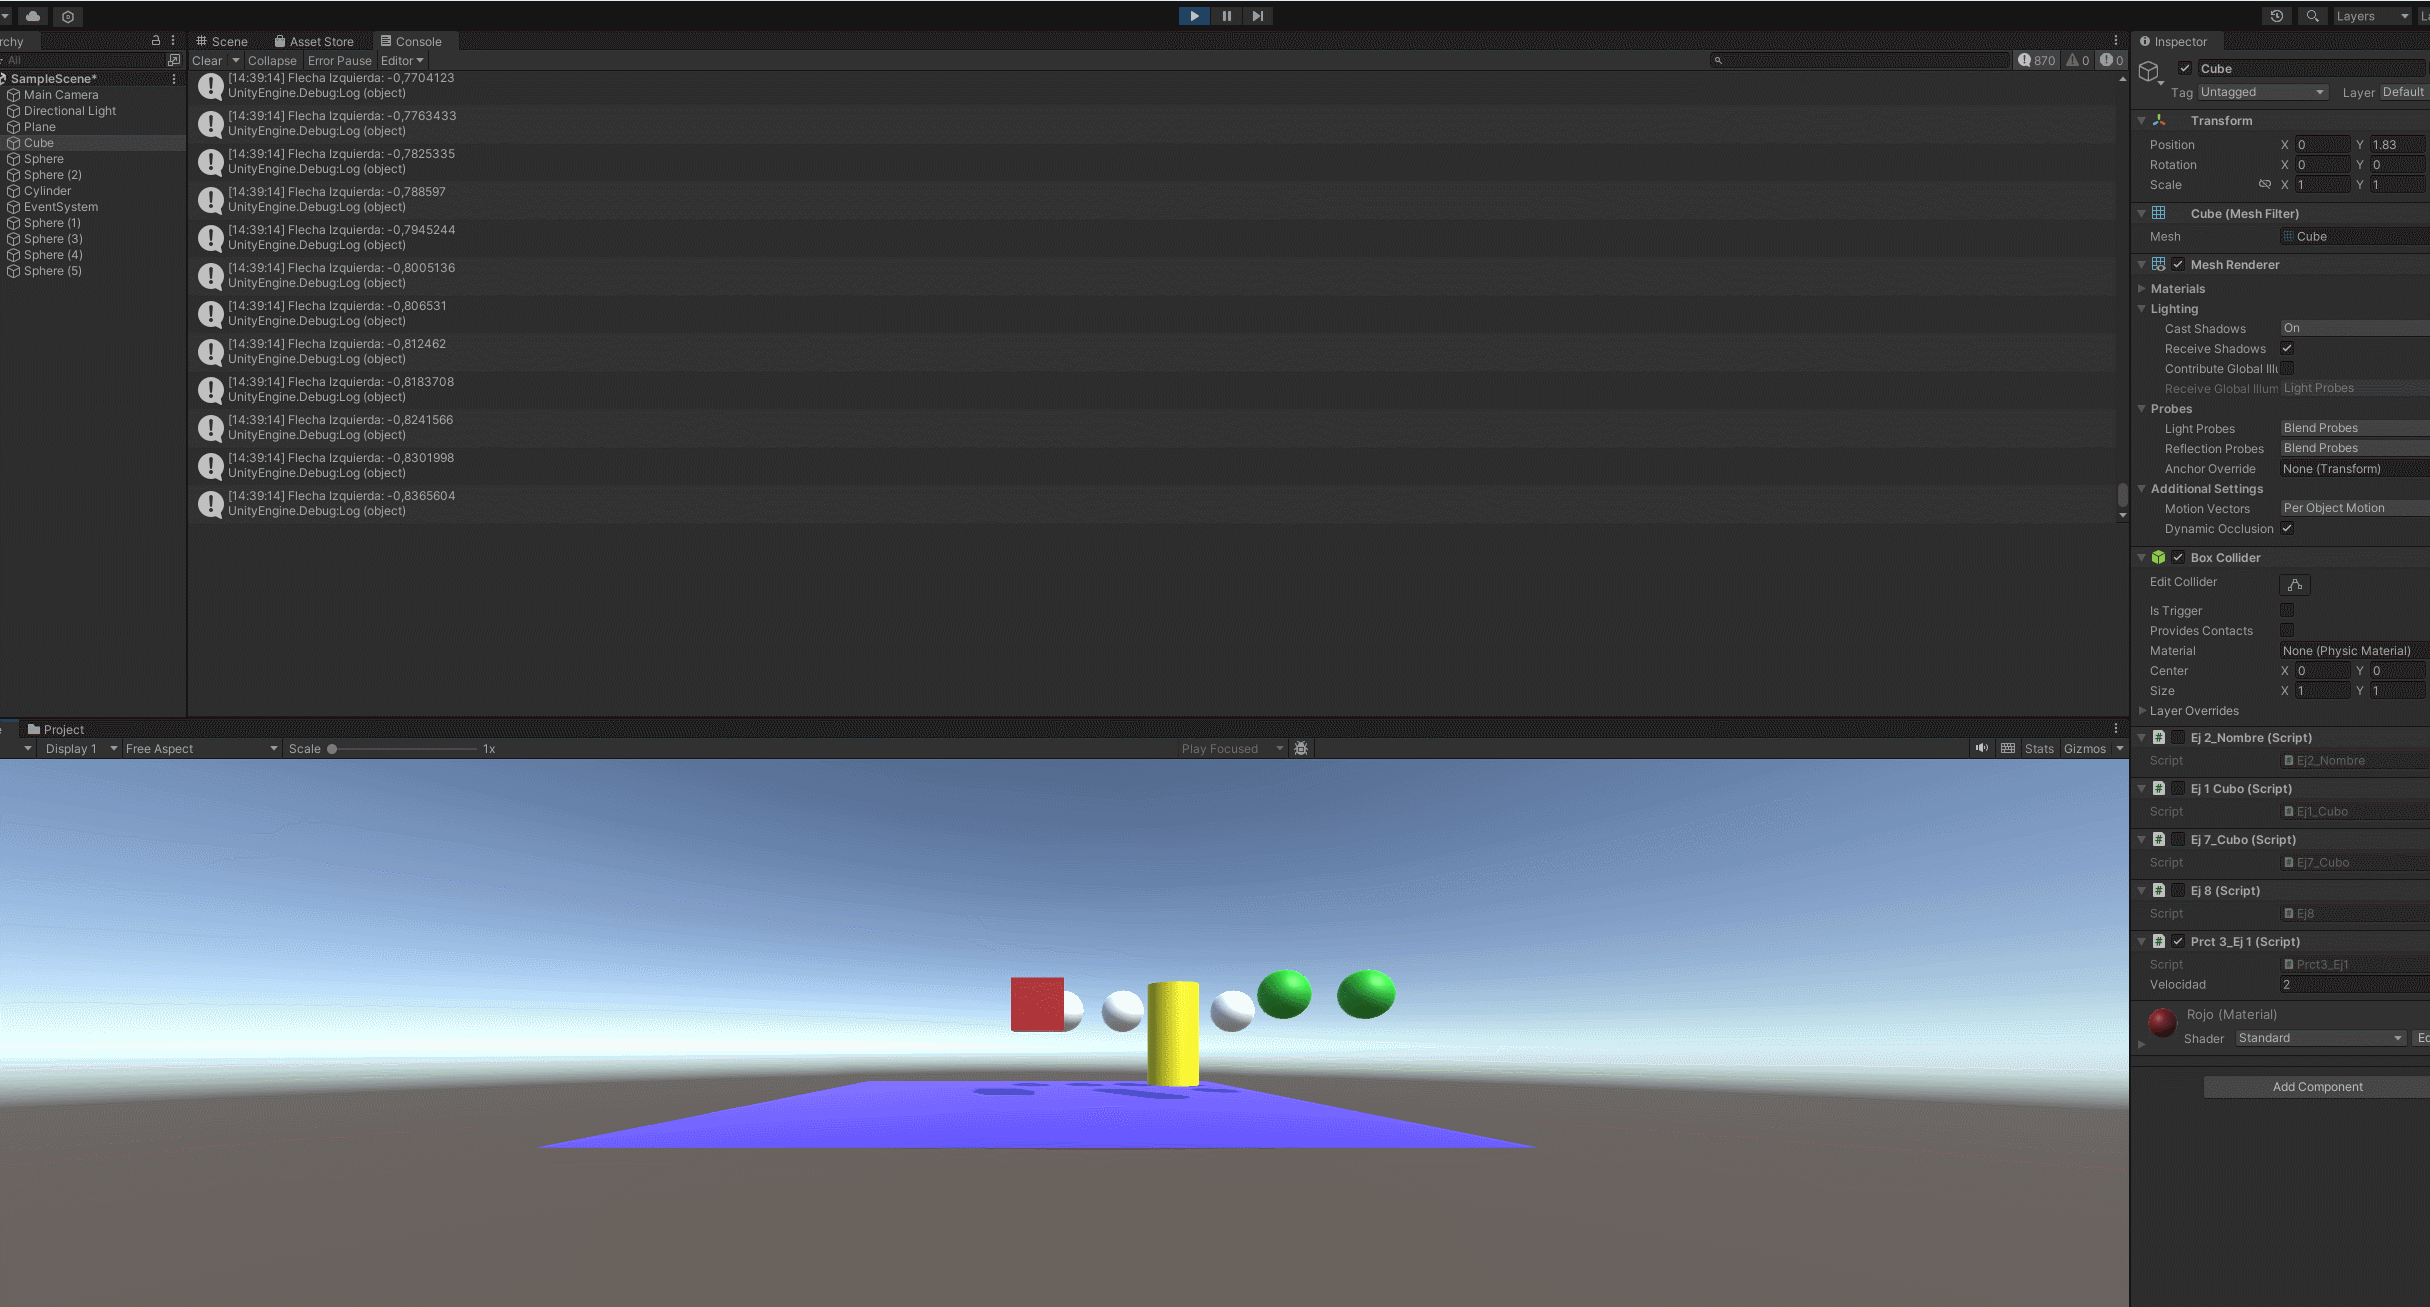 Layers
La
rchy
All
SampleScene*
Main Camera
Directional Light
Plane
Cube
Sphere
Sphere (2)
Cylinder
EventSystem
Sphere (1)
Sphere (3)
Sphere (4)
Sphere (5)
Scene
Asset Store
Console
Clear
Collapse
Error Pause
Editor
870
0
0
[14:39:14] Flecha Izquierda: -0,7704123
UnityEngine.Debug:Log (object)
[14:39:14] Flecha Izquierda: -0,7763433
UnityEngine.Debug:Log (object)
[14:39:14] Flecha Izquierda: -0,7825335
UnityEngine.Debug:Log (object)
[14:39:14] Flecha Izquierda: -0,788597
UnityEngine.Debug:Log (object)
[14:39:14] Flecha Izquierda: -0,7945244
UnityEngine.Debug:Log (object)
[14:39:14] Flecha Izquierda: -0,8005136
UnityEngine.Debug:Log (object)
[14:39:14] Flecha Izquierda: -0,806531
UnityEngine.Debug:Log (object)
[14:39:14] Flecha Izquierda: -0,812462
UnityEngine.Debug:Log (object)
[14:39:14] Flecha Izquierda: -0,8183708
UnityEngine.Debug:Log (object)
[14:39:14] Flecha Izquierda: -0,8241566
UnityEngine.Debug:Log (object)
[14:39:14] Flecha Izquierda: -0,8301998
UnityEngine.Debug:Log (object)
[14:39:14] Flecha Izquierda: -0,8365604
UnityEngine.Debug:Log (object)
Project
Display 1
Free Aspect
Scale
1x
Play Focused
Stats
Gizmos
Inspector
Cube
Tag Untagged Layer Default
Transform
Position X 0 Y 1.83
Rotation X 0 Y 0
Scale X 1 Y 1
Cube (Mesh Filter)
Mesh Cube
Mesh Renderer
Materials
Lighting
Cast Shadows On
Receive Shadows
Contribute Global Illu
Receive Global Illum Light Probes
Probes
Light Probes Blend Probes
Reflection Probes Blend Probes
Anchor Override None (Transform)
Additional Settings
Motion Vectors Per Object Motion
Dynamic Occlusion
Box Collider
Edit Collider
Is Trigger
Provides Contacts
Material None (Physic Material)
Center X 0 Y 0
Size X 1 Y 1
Layer Overrides
# Ej 2_Nombre (Script)
Script Ej2_Nombre
# Ej 1 Cubo (Script)
Script Ej1_Cubo
# Ej 7_Cubo (Script)
Script Ej7_Cubo
# Ej 8 (Script)
Script Ej8
# Prct 3_Ej 1 (Script)
Script Prct3_Ej1
Velocidad 2
Rojo (Material)
Shader Standard Ed
Add Component